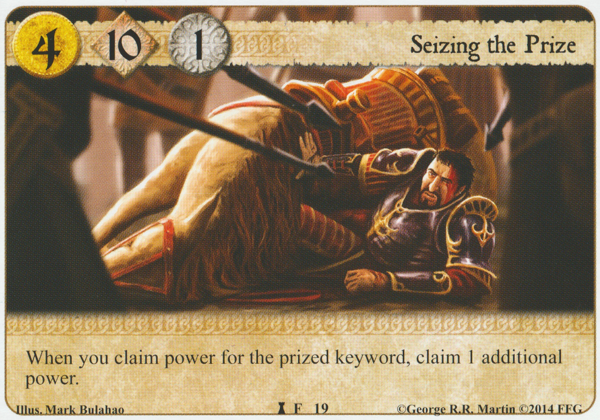 4 10 1 Seizing the Prize
When you claim power for the prized keyword, claim 1 additional
power.
Illus. Mark Bulahao F 19 ©George R.R. Martin ©2014 FFG